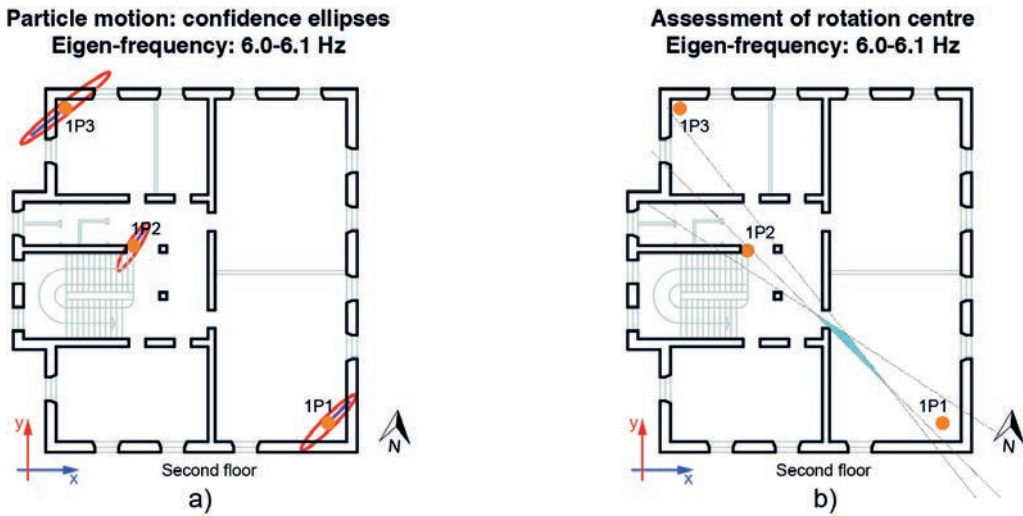 Particle motion: confidence ellipses
Eigen-frequency: 6.0-6.1 Hz
1P3
1P2
1P1
y
x
N
Second floor
a)
Assessment of rotation centre
Eigen-frequency: 6.0-6.1 Hz
1P3
1P2
1P1
y
x
N
Second floor
b)